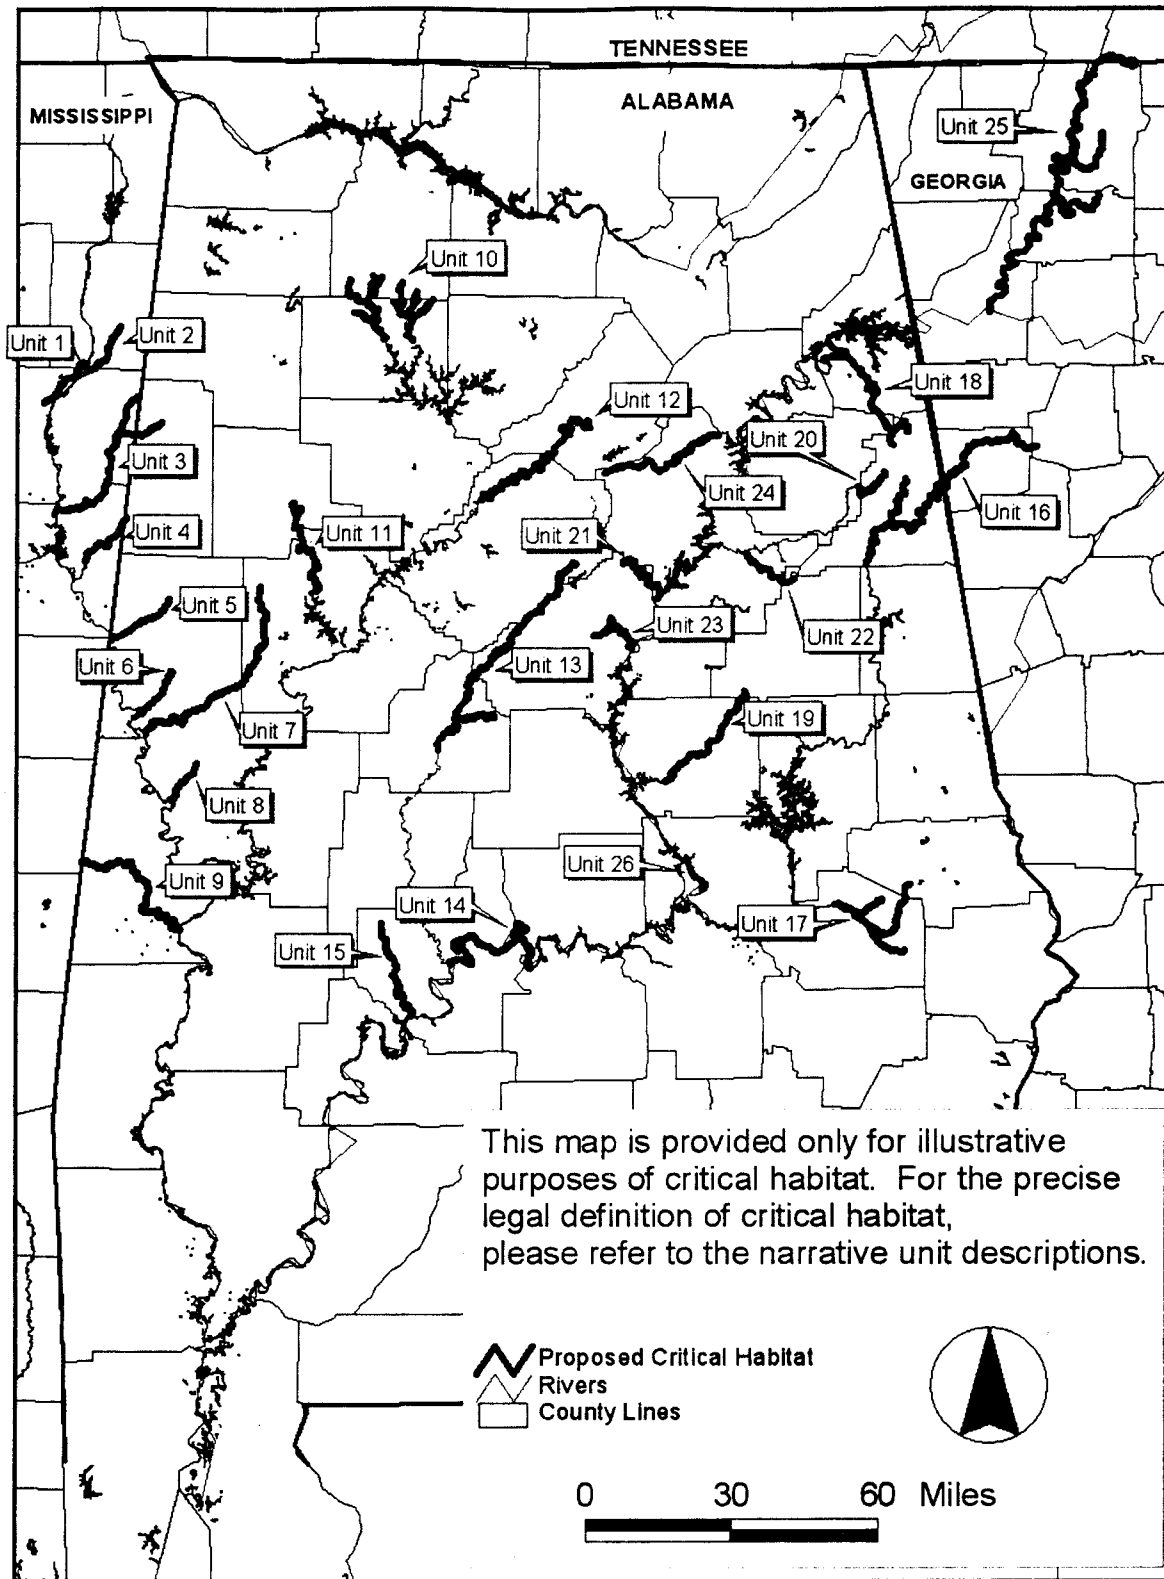 TENNESSEE
MISSISSIPPI
ALABAMA
Unit 25
GEORGIA
Unit 10
Unit 1
Unit 2
Unit 18
Unit 12
Unit 20
Unit 3
Unit 24
Unit 16
Unit 4
Unit 11
Unit 21
Unit 5
Unit 23
Unit 22
Unit 6
Unit 13
Unit 7
Unit 19
Unit 8
Unit 26
Unit 9
Unit 14
Unit 17
Unit 15
This map is provided only for illustrative
purposes of critical habitat. For the precise
legal definition of critical habitat,
please refer to the narrative unit descriptions.
Proposed Critical Habitat
Rivers
County Lines
0 30 60 Miles